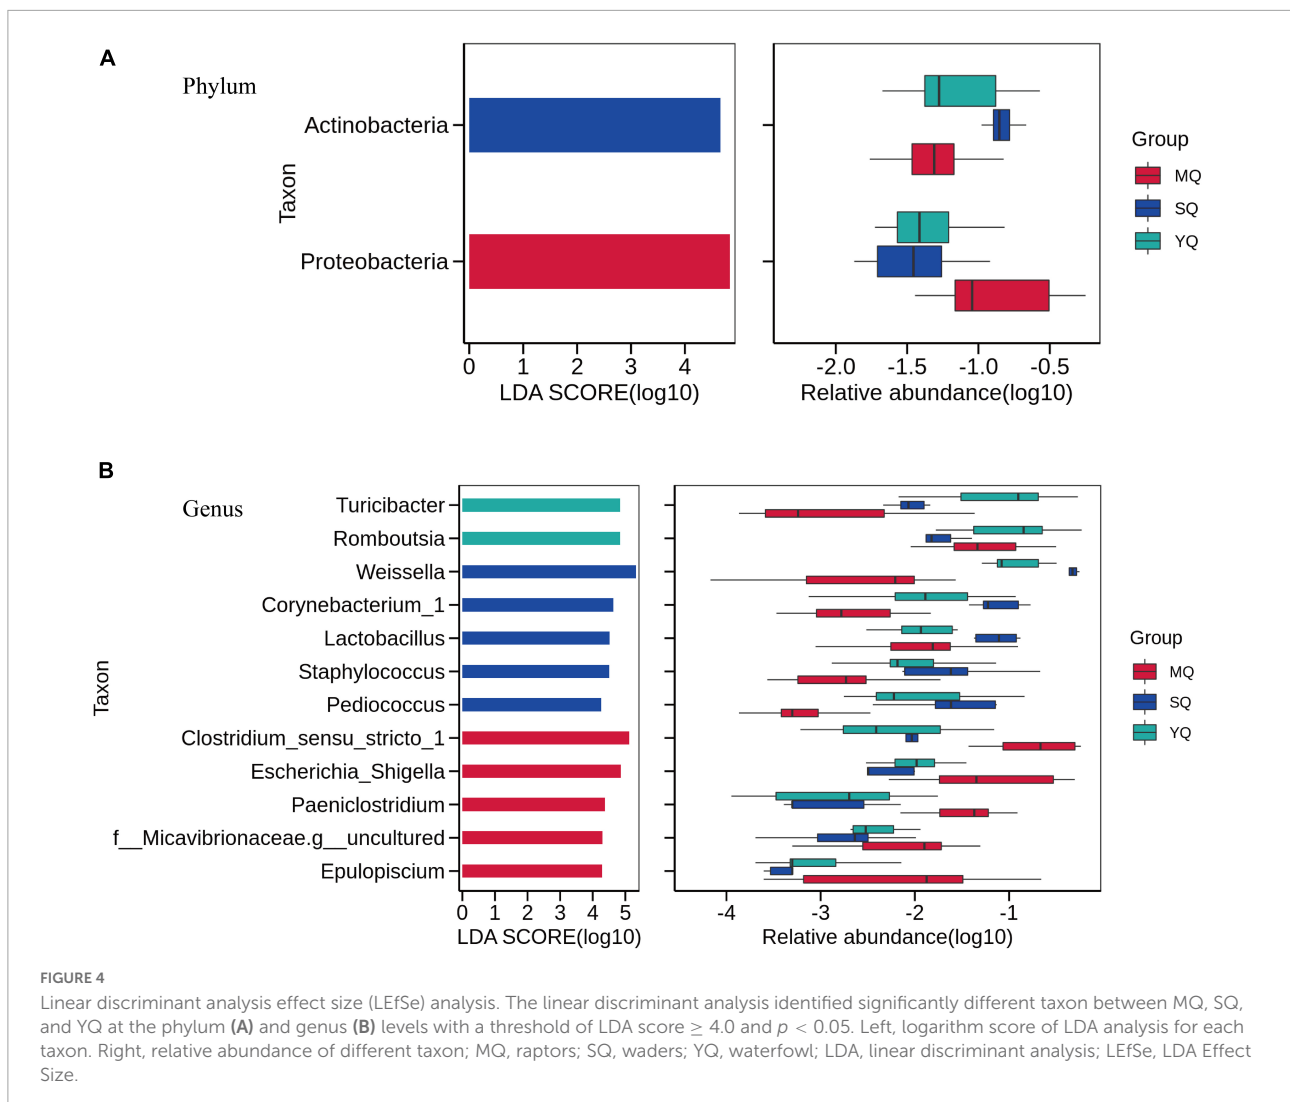 A
Phylum
Actinobacteria
Proteobacteria
Taxon
0 1 2 3 4
LDA SCORE(log10)
-2.0 -1.5 -1.0 -0.5
Relative abundance(log10)
Group
MQ
SQ
YQ
B
Genus
Turicibacter
Romboutsia
Weissella
Corynebacterium_1
Lactobacillus
Staphylococcus
Pediococcus
Clostridium_sensu_stricto_1
Escherichia_Shigella
Paeniclostridium
f__Micavibrionaceae.g__uncultured
Epulopiscium
Taxon
0 1 2 3 4 5
LDA SCORE(log10)
-4 -3 -2 -1
Relative abundance(log10)
Group
MQ
SQ
YQ
FIGURE 4
Linear discriminant analysis effect size (LEfSe) analysis. The linear discriminant analysis identified significantly different taxon between MQ, SQ,
and YQ at the phylum (A) and genus (B) levels with a threshold of LDA score ≥ 4.0 and p < 0.05. Left, logarithm score of LDA analysis for each
taxon. Right, relative abundance of different taxon; MQ, raptors; SQ, waders; YQ, waterfowl; LDA, linear discriminant analysis; LEfSe, LDA Effect
Size.